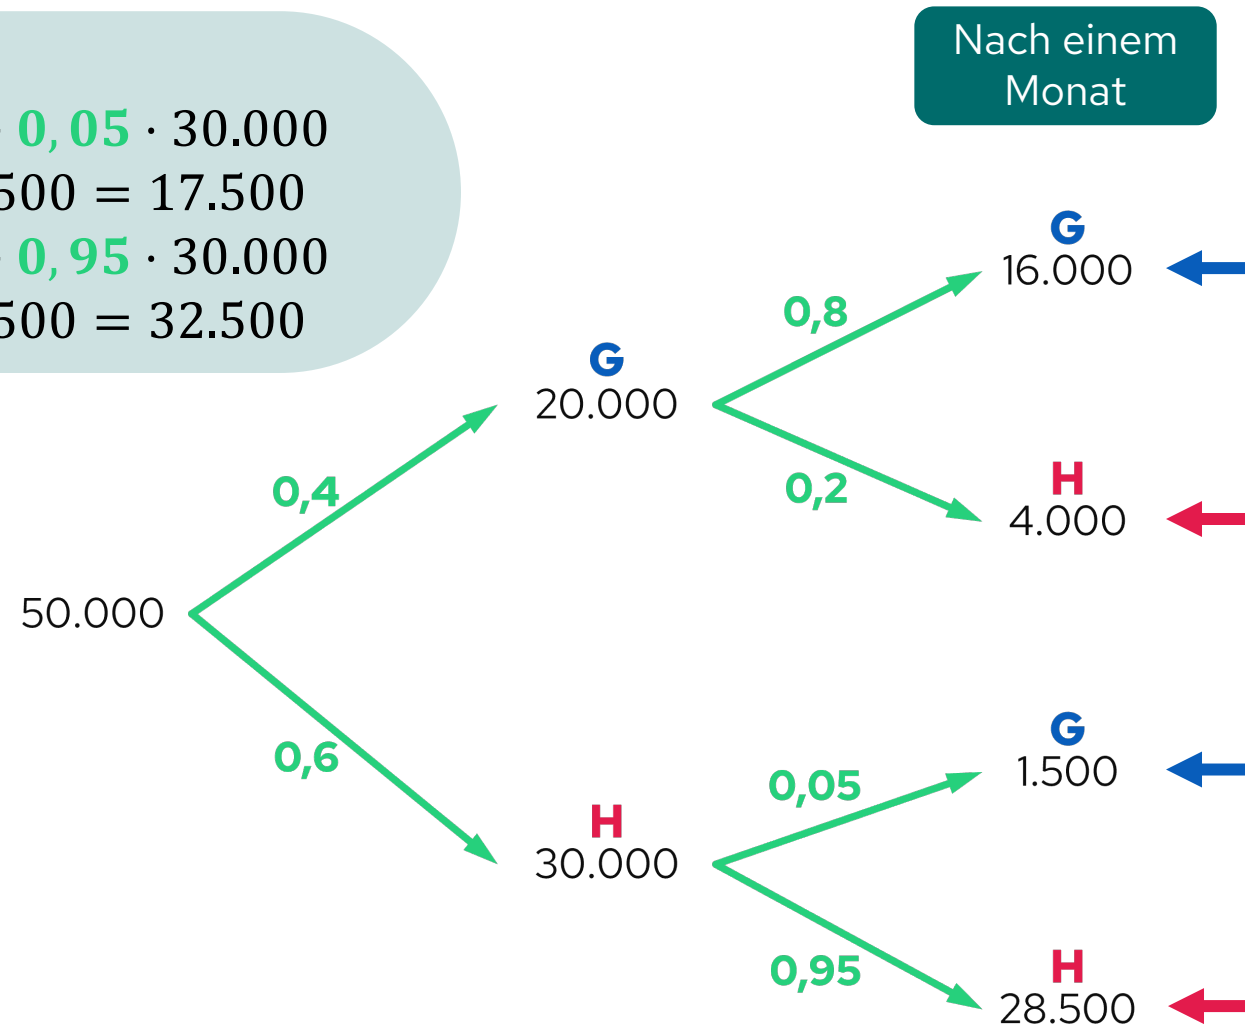 Nach einem
Monat
· 0,05 · 30.000
500 = 17.500
· 0,95 · 30.000
500 = 32.500
G
16.000
0,8
G
20.000
0,2
H
4.000
0,4
50.000
0,6
G
1.500
0,05
H
30.000
0,95
H
28.500